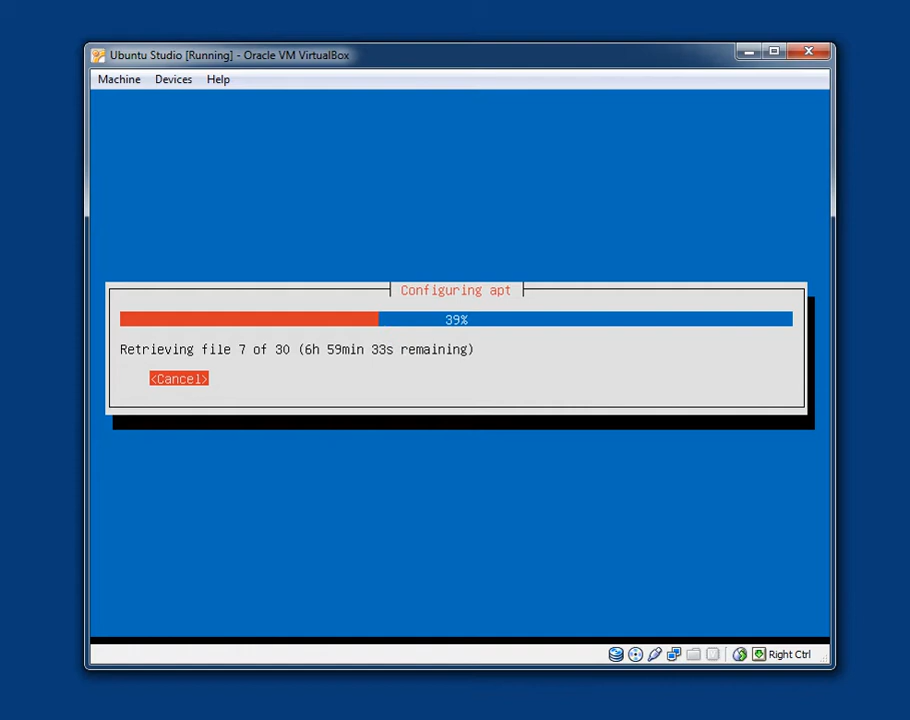 Ubuntu Studio [Running] - Oracle VM VirtualBox
Machine Devices Help
Configuring apt
39%
Retrieving file 7 of 30 (6h 59min 33s remaining)
<Cancel>
Right Ctrl